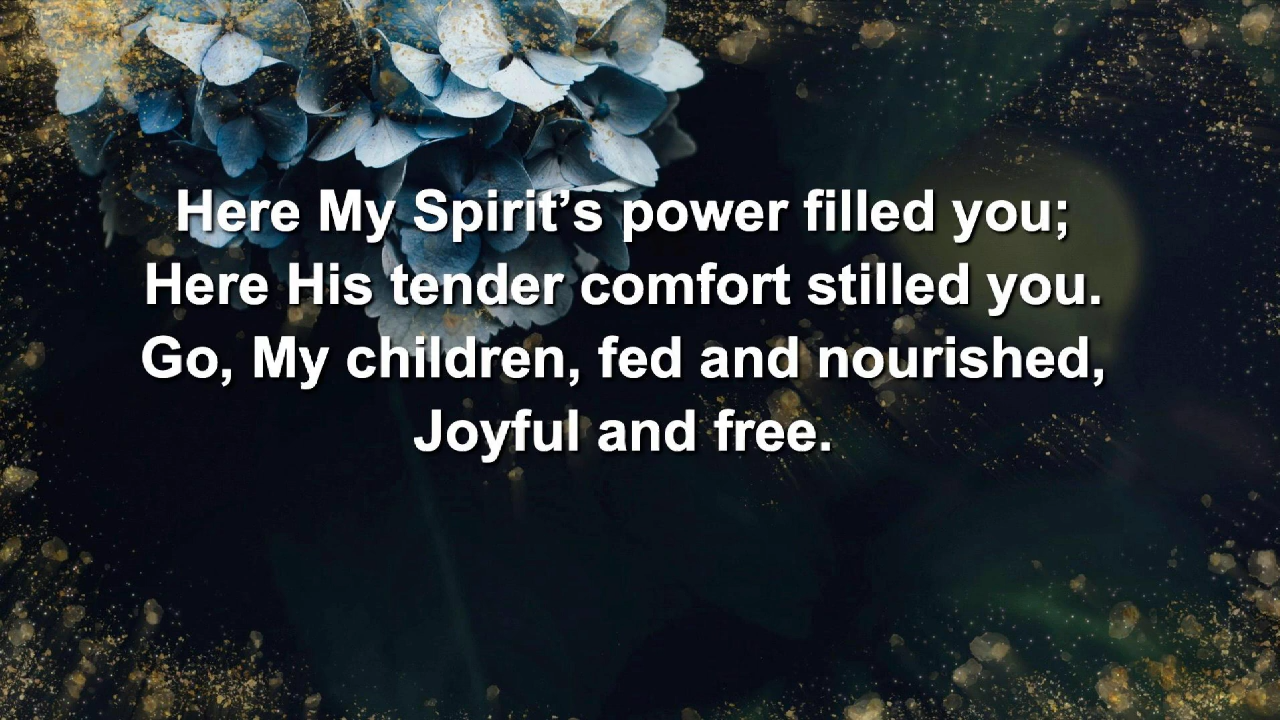 Here My Spirit’s power filled you;
Here His tender comfort stilled you.
Go, My children, fed and nourished,
Joyful and free.